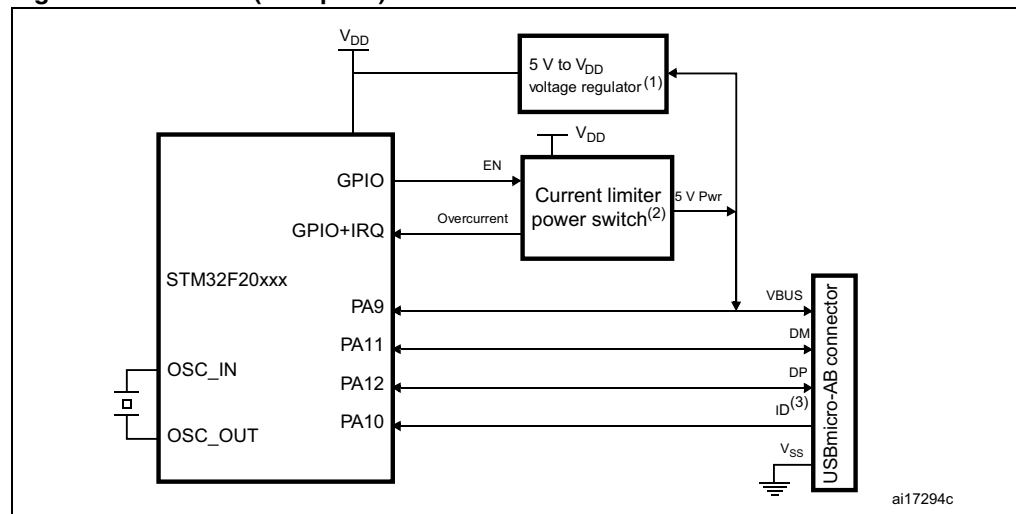 VDD
5 V to VDD
voltage regulator(1)
VDD
GPIO
EN
Current limiter
power switch(2)
5 V Pwr
GPIO+IRQ
Overcurrent
STM32F20xxx
PA9
VBUS
PA11
DM
OSC_IN
PA12
DP
PA10
ID(3)
OSC_OUT
VSS
USBmicro-AB connector
ai17294c